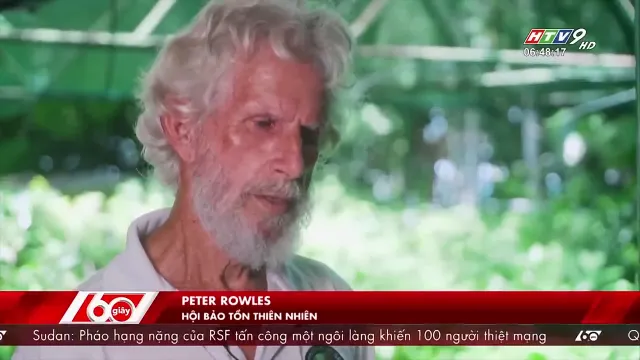 HTV9 HD
06:48:17
60 giây
PETER ROWLES
HỘI BẢO TỒN THIÊN NHIÊN
Sudan: Pháo hạng nặng của RSF tấn công một ngôi làng khiến 100 người thiệt mạng
60